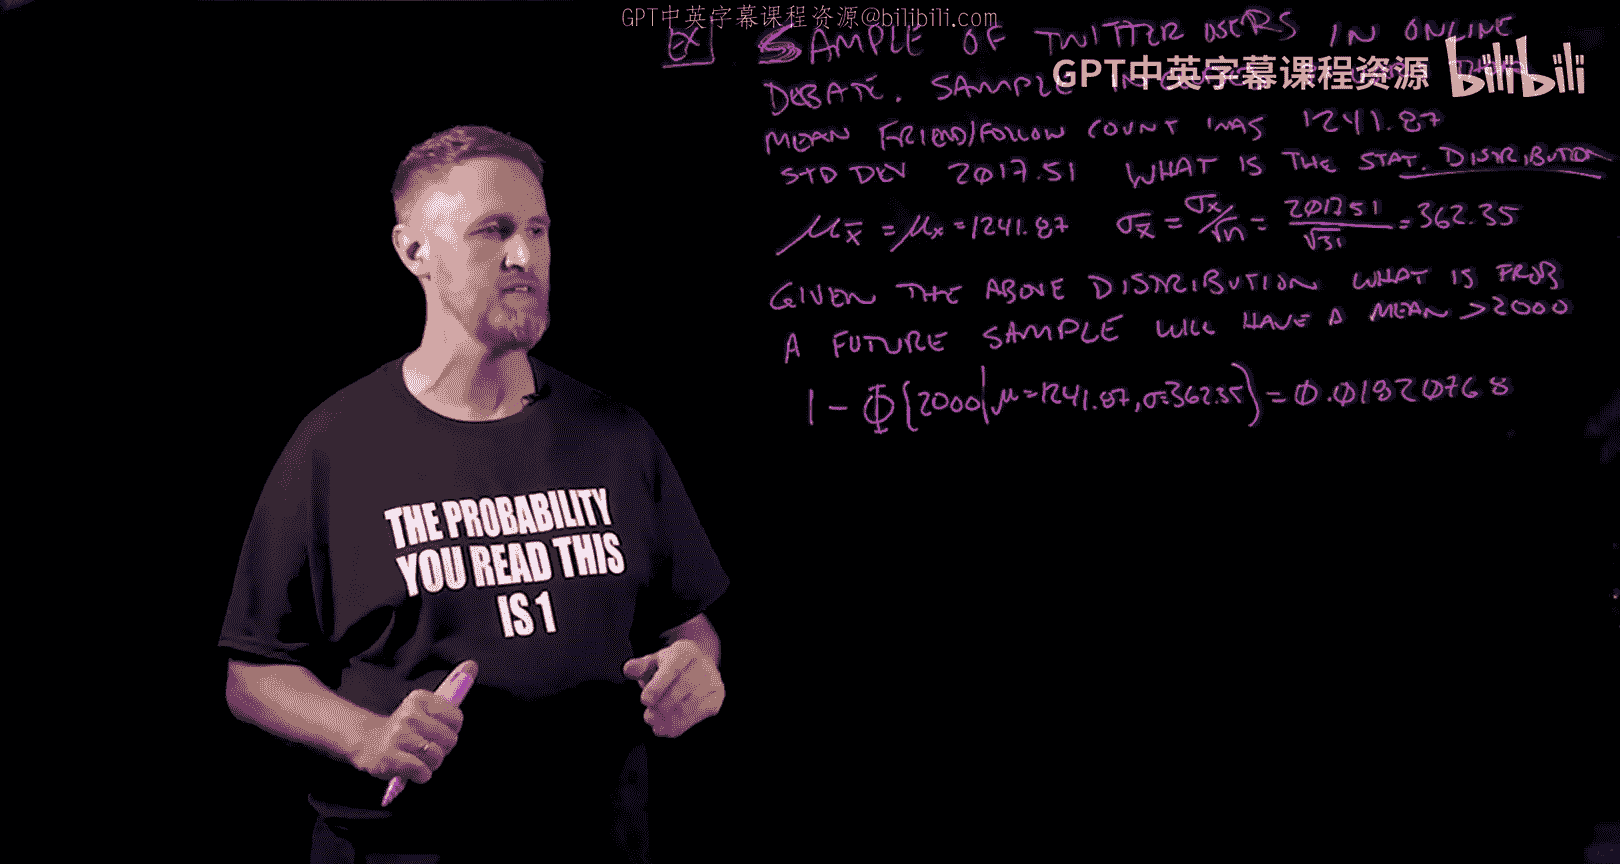 GPT中英字幕课程资源@bilibili.com
EX SAMPLE OF TWITTER USERS IN ONLINE
GPT中英字幕课程资源 bilibili
DEBATE. SAMPLE
MEAN FRIEND/FOLLOW COUNT WAS 1241.87
STD DEV 2017.51 WHAT IS THE STAT. DISTRIBUTION
μx̄ = μx = 1241.87 σx̄ = σx/√n = 2017.51/√31 = 362.35
GIVEN THE ABOVE DISTRIBUTION WHAT IS PROB
A FUTURE SAMPLE WILL HAVE A MEAN >2000
1 - Φ(2000|μ=1241.87, σ=362.35) = 0.01820768
THE PROBABILITY
YOU READ THIS
IS 1